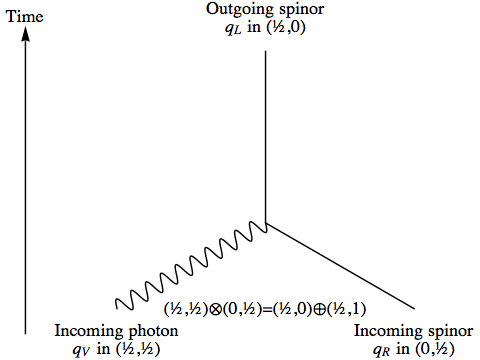 Time
Outgoing spinor
qL in (½,0)
(½,½)⊗(0,½)=(½,0)⊕(½,1)
Incoming photon
qV in (½,½)
Incoming spinor
qR in (0,½)